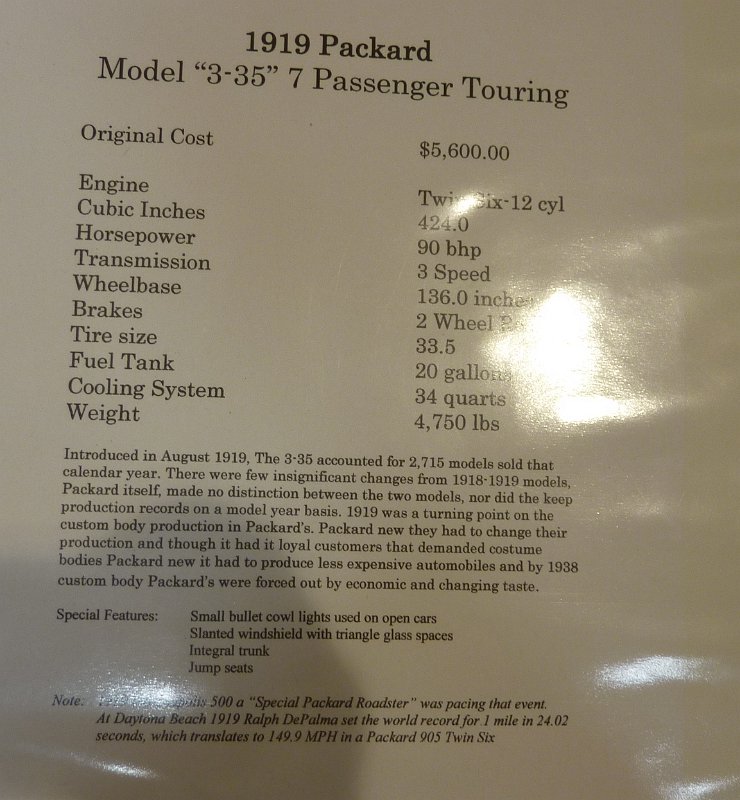 1919 Packard
Model “3-35” 7 Passenger Touring
Original Cost $5,600.00
Engine Twin Six-12 cyl
Cubic Inches 424.0
Horsepower 90 bhp
Transmission 3 Speed
Wheelbase 136.0 inches
Brakes 2 Wheel
Tire size 33.5
Fuel Tank 20 gallons
Cooling System 34 quarts
Weight 4,750 lbs
Introduced in August 1919, The 3-35 accounted for 2,715 models sold that
calendar year. There were few insignificant changes from 1918-1919 models,
Packard itself, made no distinction between the two models, nor did the keep
production records on a model year basis. 1919 was a turning point on the
custom body production in Packard's. Packard new they had to change their
production and though it had it loyal customers that demanded costume
bodies Packard new it had to produce less expensive automobiles and by 1938
custom body Packard's were forced out by economic and changing taste.
Special Features: Small bullet cowl lights used on open cars
Slanted windshield with triangle glass spaces
Integral trunk
Jump seats
Note: 500 a “Special Packard Roadster” was pacing that event.
At Daytona Beach 1919 Ralph DePalma set the world record for 1 mile in 24.02
seconds, which translates to 149.9 MPH in a Packard 905 Twin Six